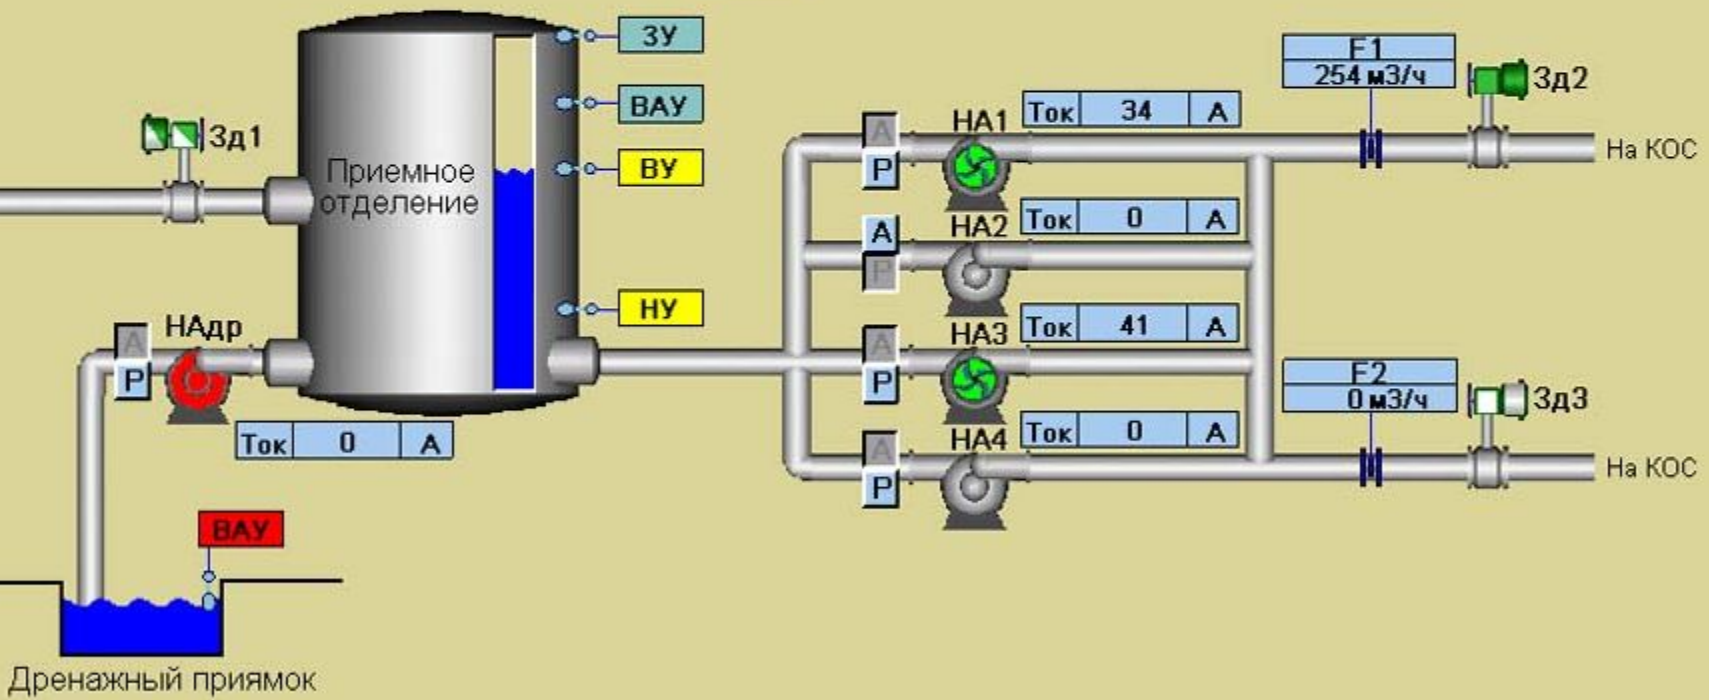 ЗУ
ВАУ
ВУ
НУ
Зд1
Приемное
отделение
НАдр
А
Р
Ток 0 А
ВАУ
Дренажный приямок
НА1
А
Р
Ток 34 А
НА2
А
Р
Ток 0 А
НА3
А
Р
Ток 41 А
НА4
А
Р
Ток 0 А
F1
254 м3/ч
Зд2
На КОС
F2
0 м3/ч
Зд3
На КОС